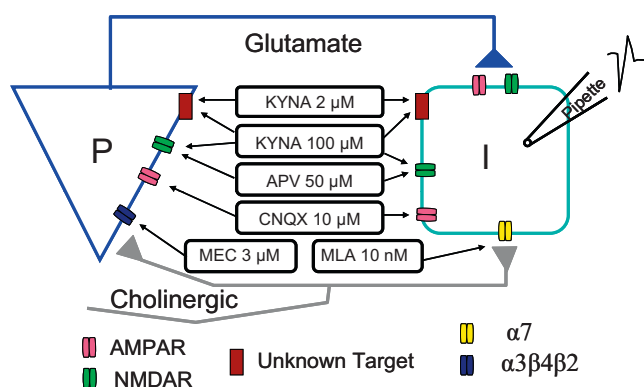 Glutamate
P
KYNA 2 μM
KYNA 100 μM
APV 50 μM
CNQX 10 μM
MEC 3 μM
MLA 10 nM
I
Pipette
Cholinergic
AMPAR
NMDAR
Unknown Target
α7
α3β4β2